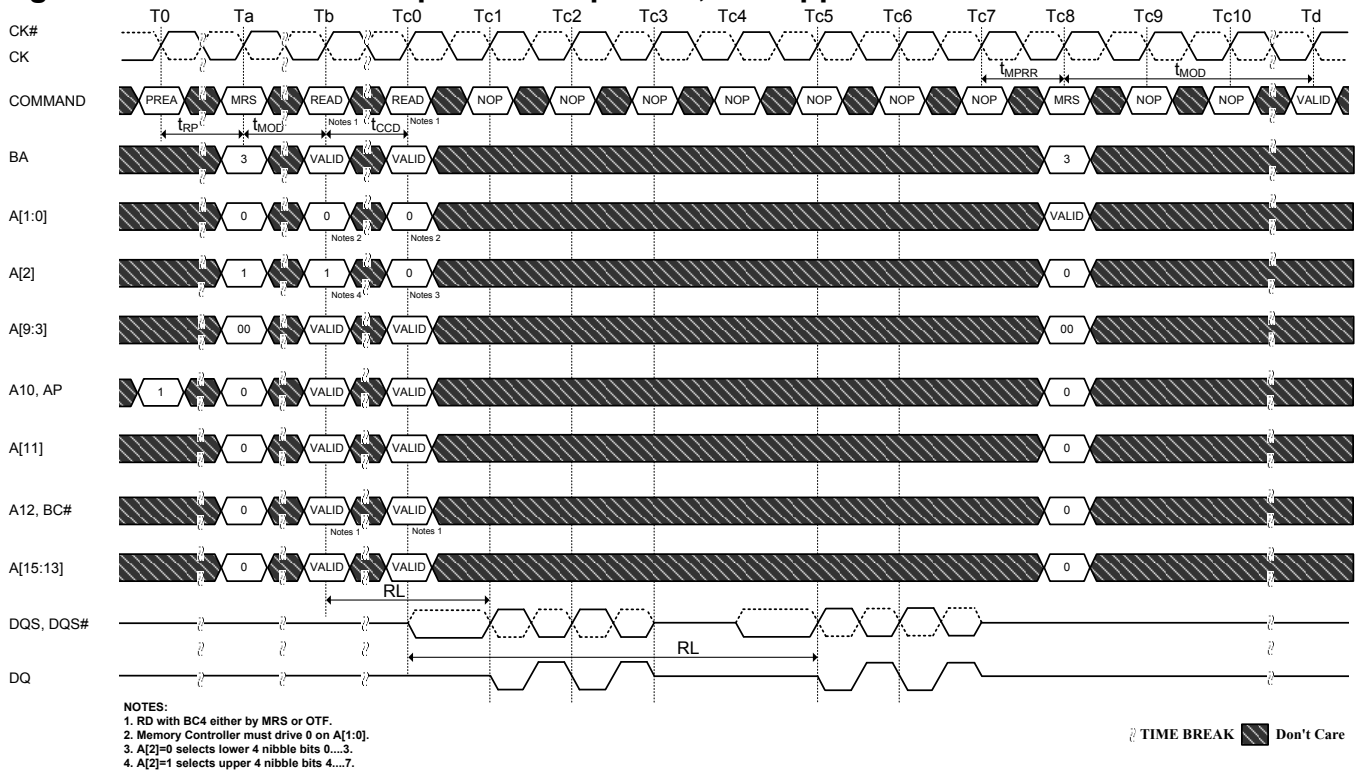 T0 Ta Tb Tc0 Tc1 Tc2 Tc3 Tc4 Tc5 Tc6 Tc7 Tc8 Tc9 Tc10 Td
CK#
CK
tMPRR tMOD
COMMAND PREA MRS READ READ NOP NOP NOP NOP NOP NOP NOP MRS NOP NOP VALID
Notes 1 Notes 1
tRP tMOD tCCD
BA 3 VALID VALID 3
A[1:0] 0 0 0 VALID
Notes 2 Notes 2
A[2] 1 1 0 0
Notes 4 Notes 3
A[9:3] 00 VALID VALID 00
A10, AP 1 0 VALID VALID 0
A[11] 0 VALID VALID 0
A12, BC# 0 VALID VALID 0
Notes 1 Notes 1
A[15:13] 0 VALID VALID 0
RL
DQS, DQS#
RL
DQ
NOTES:
1. RD with BC4 either by MRS or OTF.
2. Memory Controller must drive 0 on A[1:0].
3. A[2]=0 selects lower 4 nibble bits 0....3.
4. A[2]=1 selects upper 4 nibble bits 4....7.
TIME BREAK Don't Care